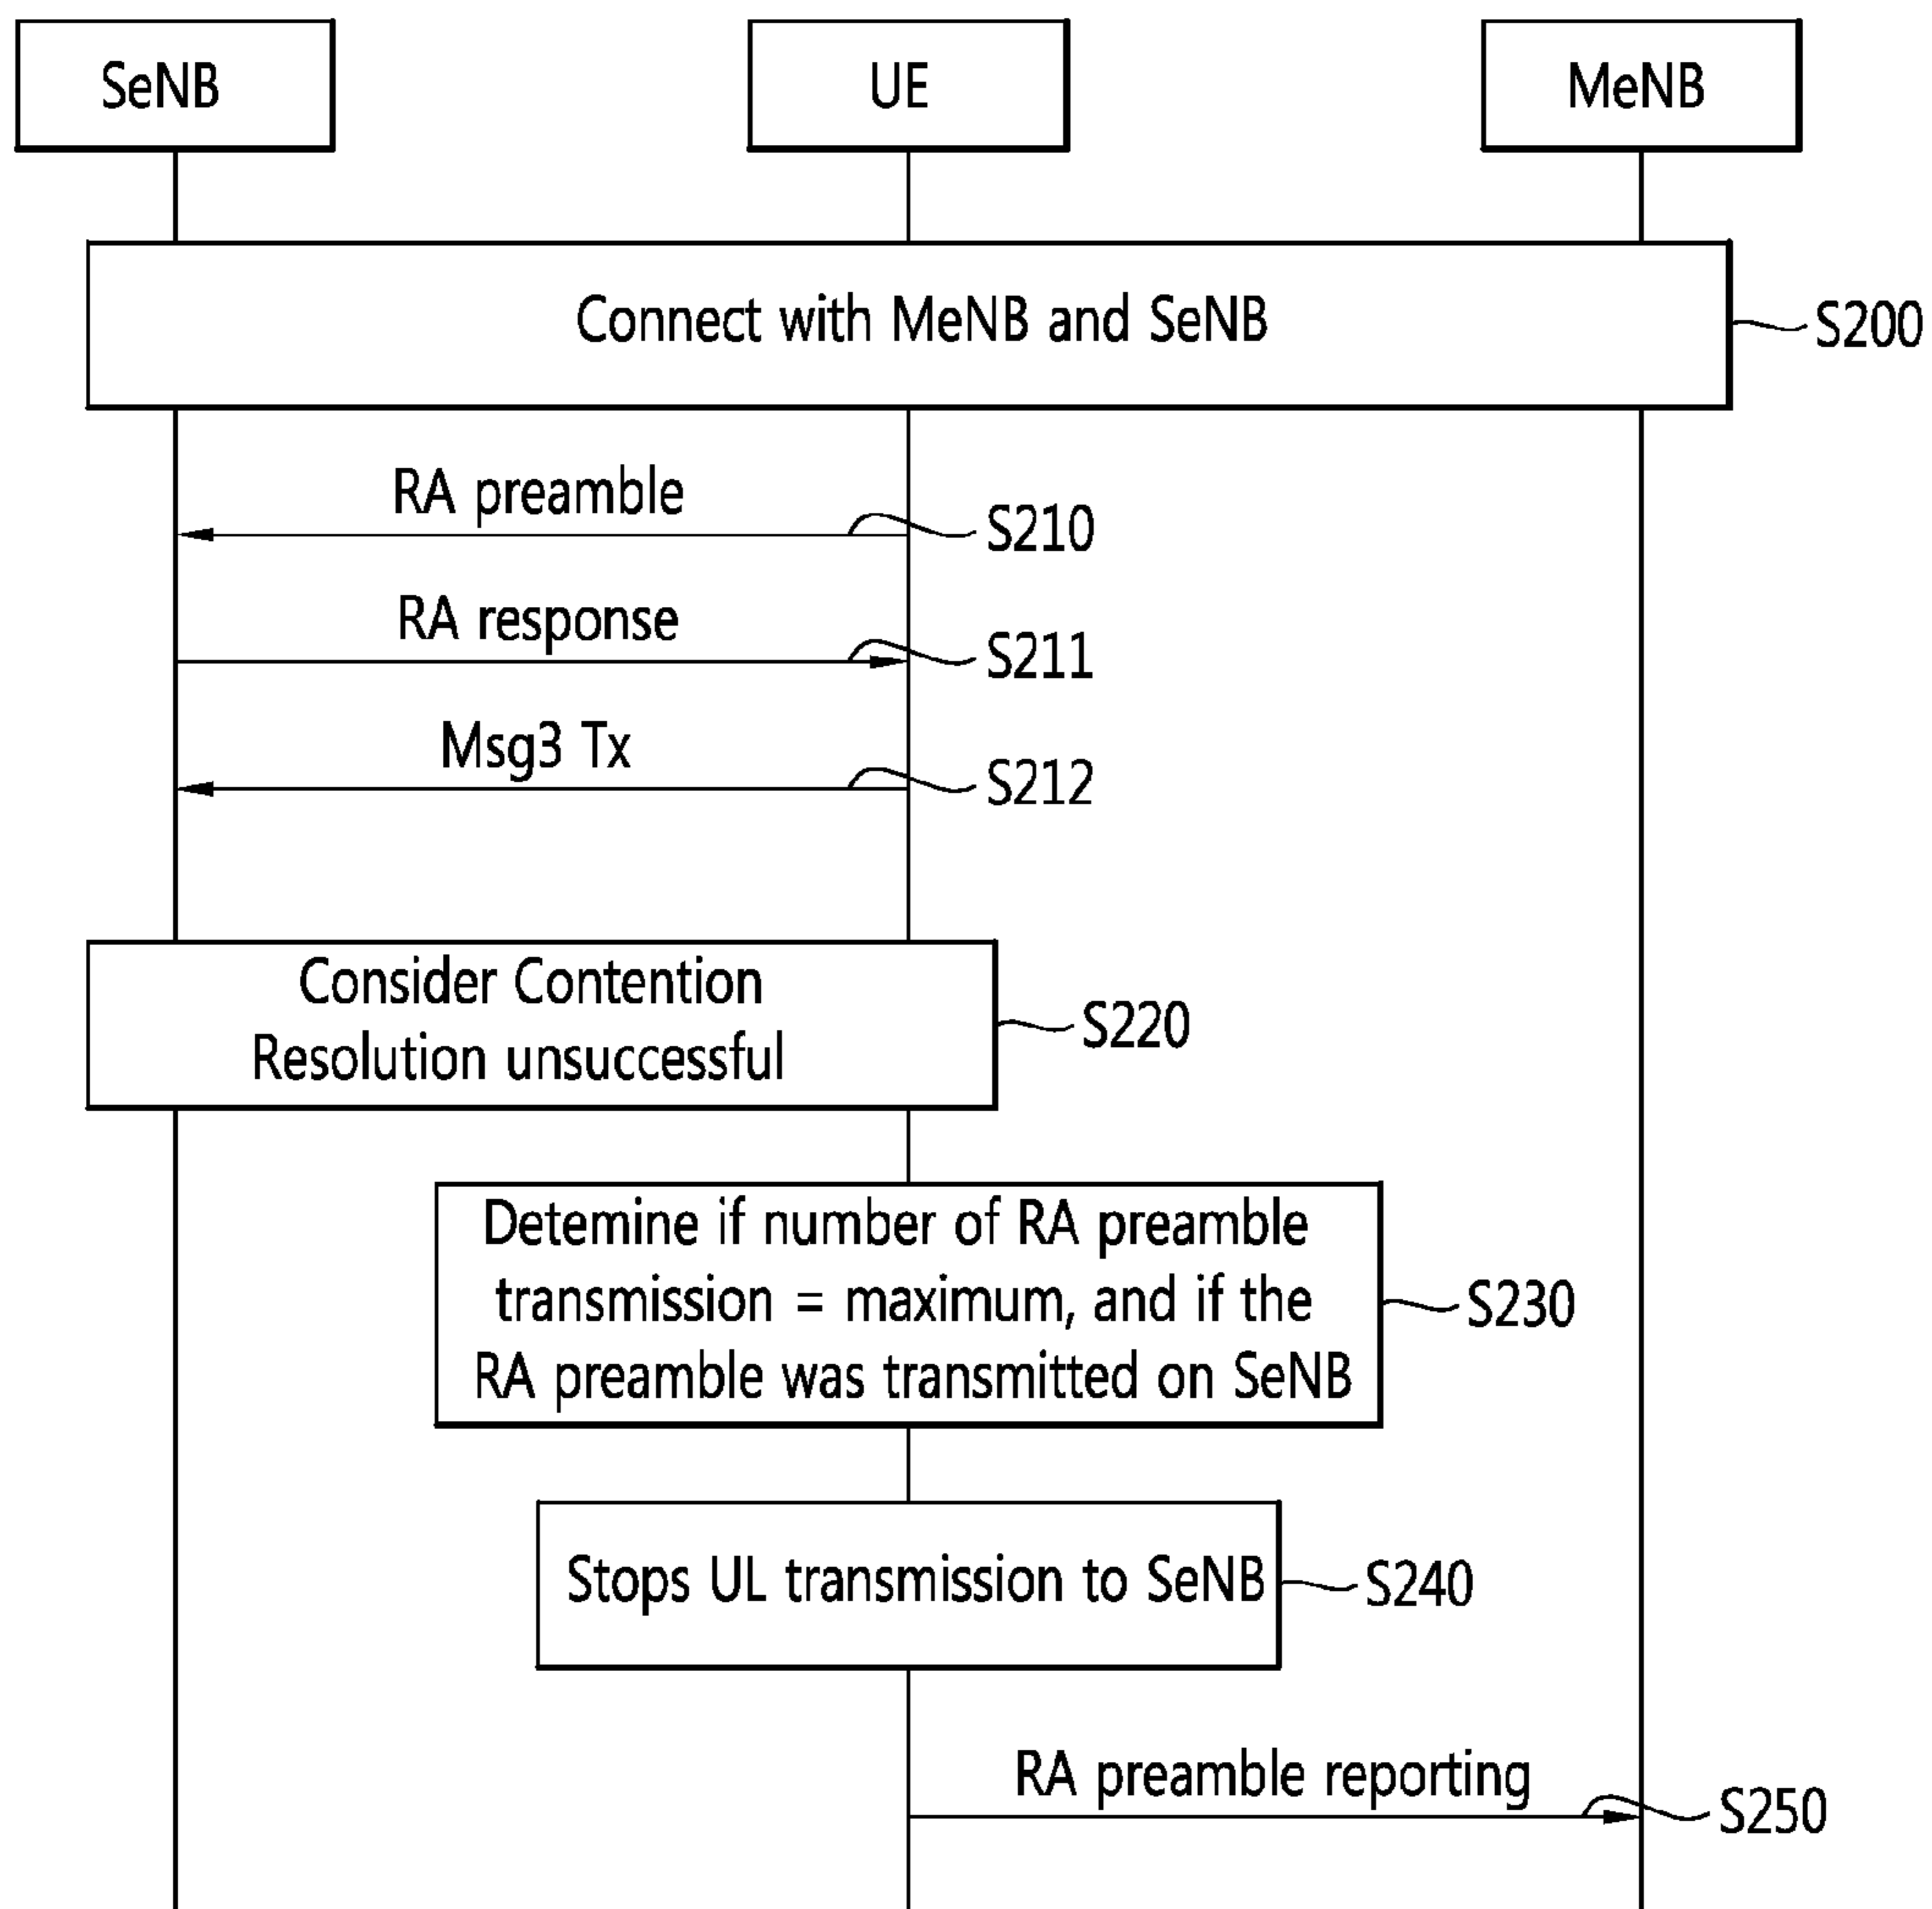 SeNB
UE
MeNB
Connect with MeNB and SeNB
S200
RA preamble
S210
RA response
S211
Msg3 Tx
S212
Consider Contention
Resolution unsuccessful
S220
Detemine if number of RA preamble
transmission = maximum, and if the
RA preamble was transmitted on SeNB
S230
Stops UL transmission to SeNB
S240
RA preamble reporting
S250